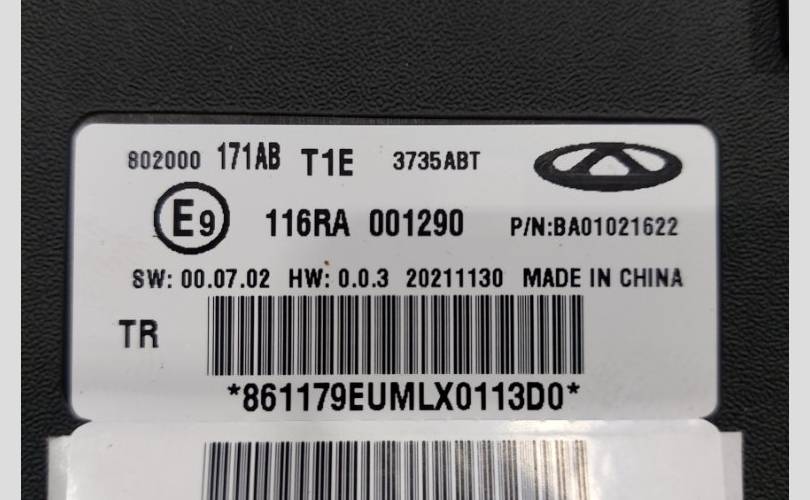 802000 171AB T1E 3735ABT
E9 116RA 001290 P/N:BA01021622
SW: 00.07.02 HW: 0.0.3 20211130 MADE IN CHINA
TR
*861179EUMLX0113D0*